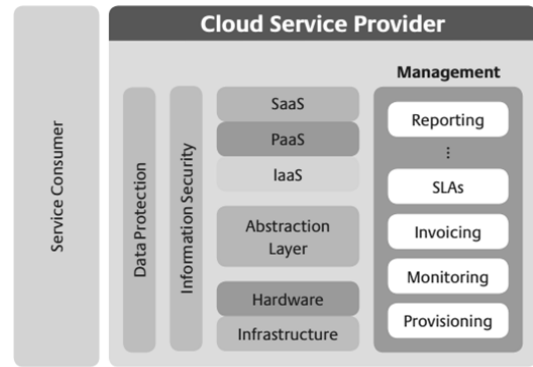 Cloud Service Provider
Service Consumer
Data Protection
Information Security
SaaS
PaaS
IaaS
Abstraction
Layer
Hardware
Infrastructure
Management
Reporting
⋮
SLAs
Invoicing
Monitoring
Provisioning